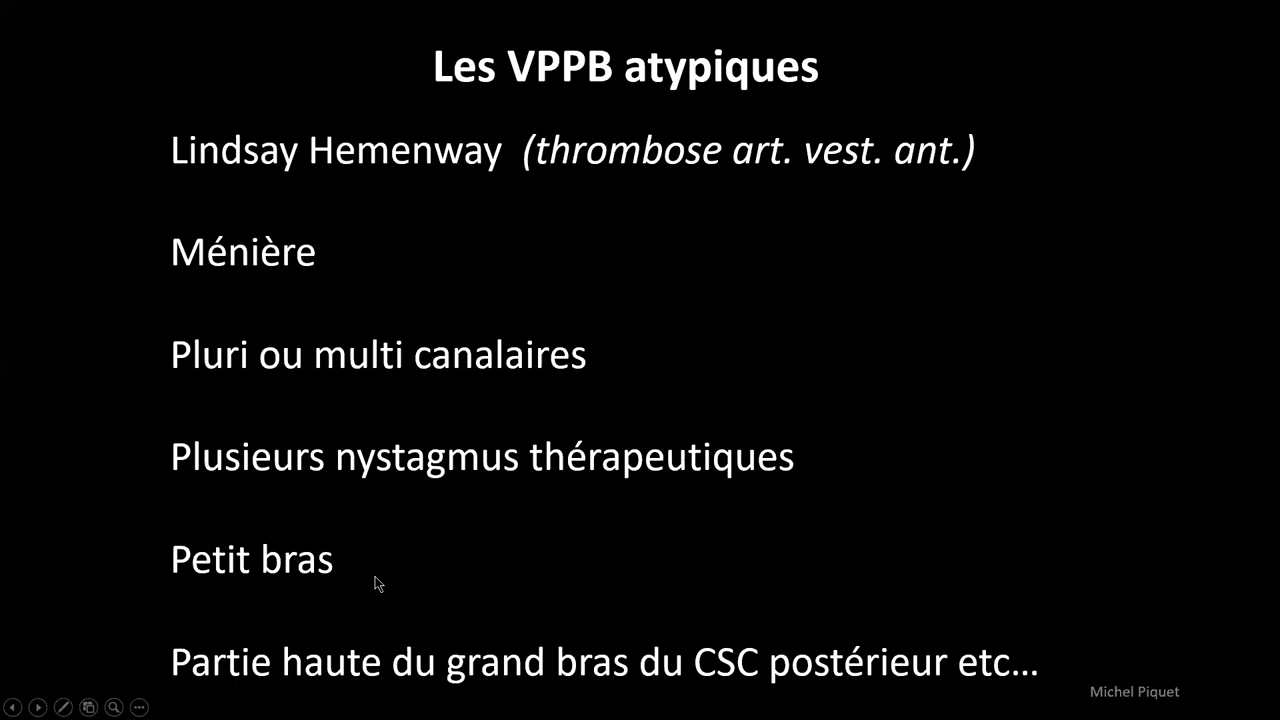 Les VPPB atypiques
Lindsay Hemenway (thrombose art. vest. ant.)
Ménière
Pluri ou multi canalaires
Plusieurs nystagmus thérapeutiques
Petit bras
Partie haute du grand bras du CSC postérieur etc...
Michel Piquet